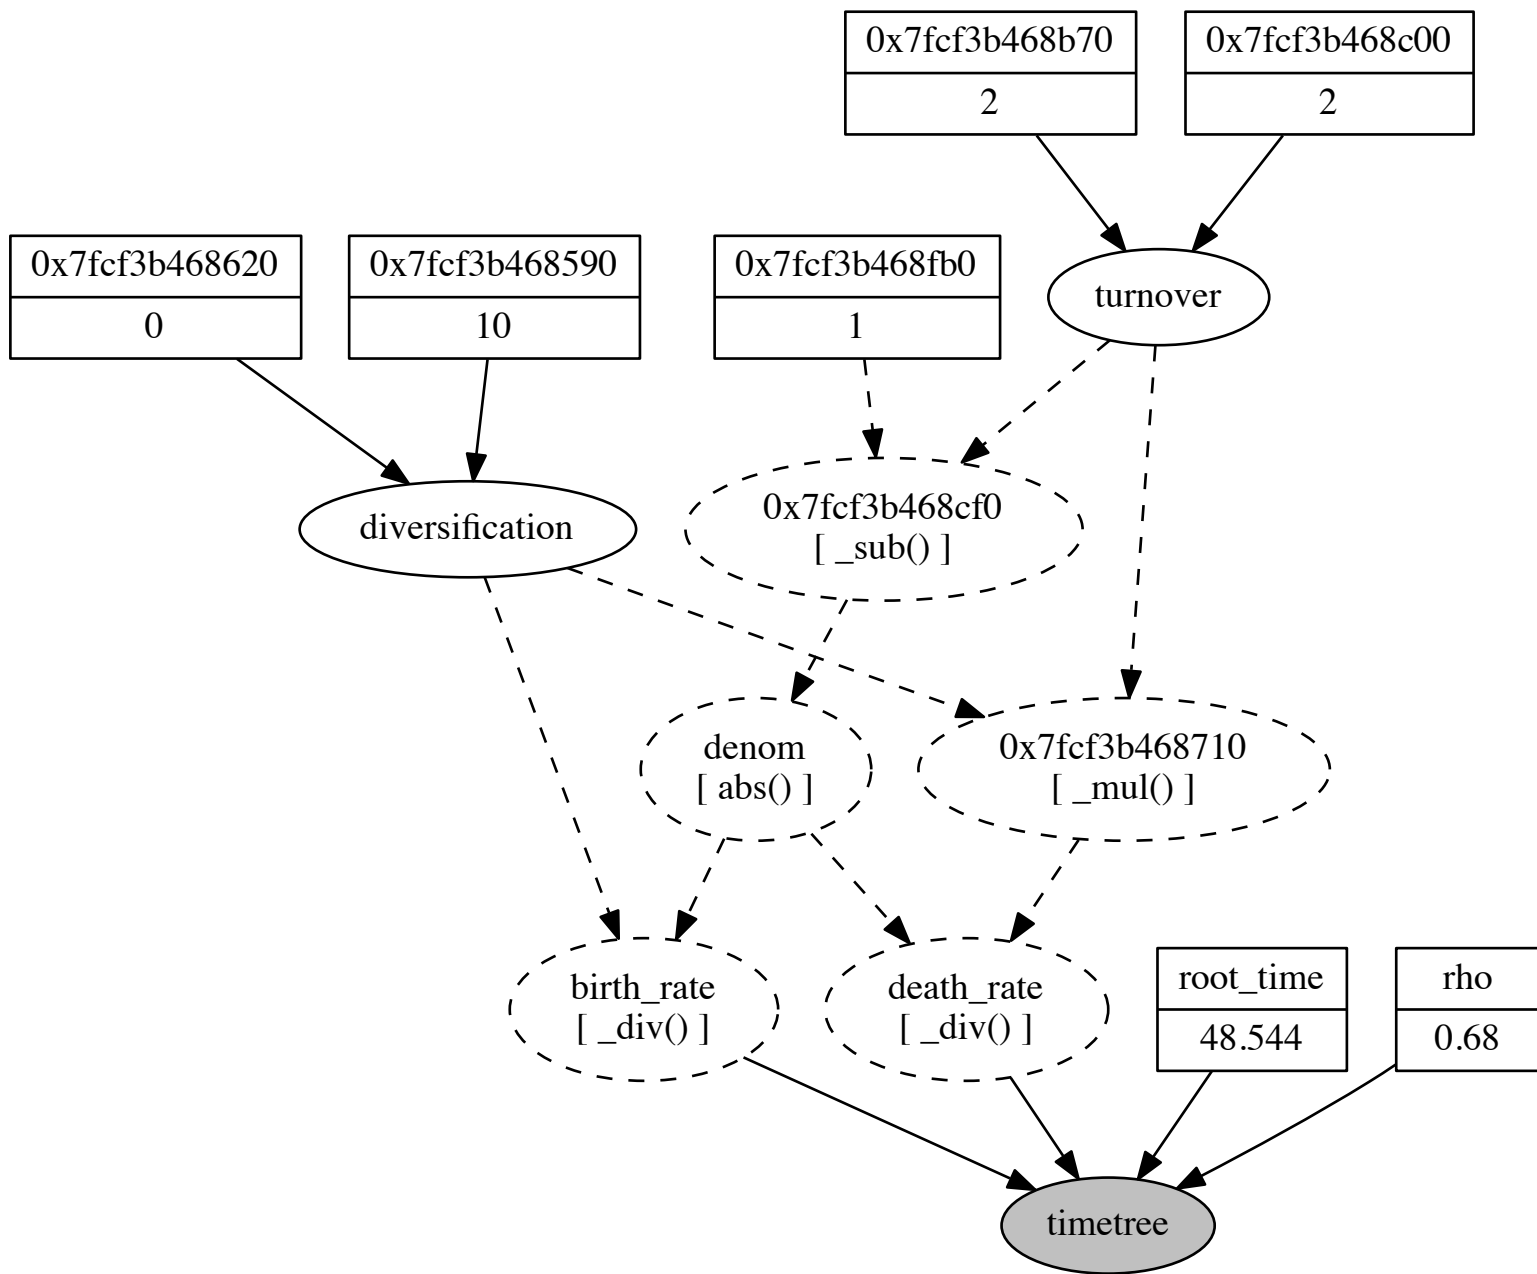 0x7fcf3b468b70
2
0x7fcf3b468c00
2
0x7fcf3b468620
0
0x7fcf3b468590
10
0x7fcf3b468fb0
1
turnover
diversification
0x7fcf3b468cf0
[ _sub() ]
denom
[ abs() ]
0x7fcf3b468710
[ _mul() ]
birth_rate
[ _div() ]
death_rate
[ _div() ]
root_time
48.544
rho
0.68
timetree